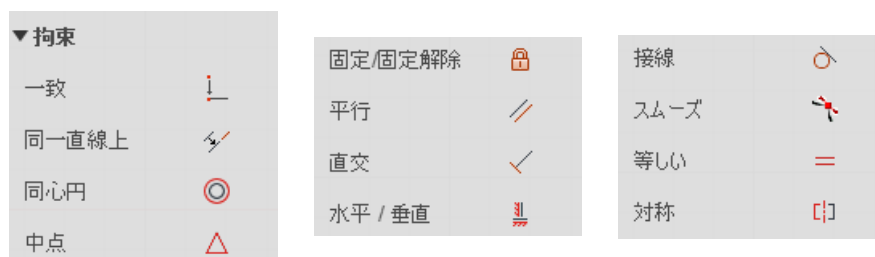 ▼拘束
一致
同一直線上
同心円
中点
固定/固定解除
平行
直交
水平 / 垂直
接線
スムーズ
等しい
対称